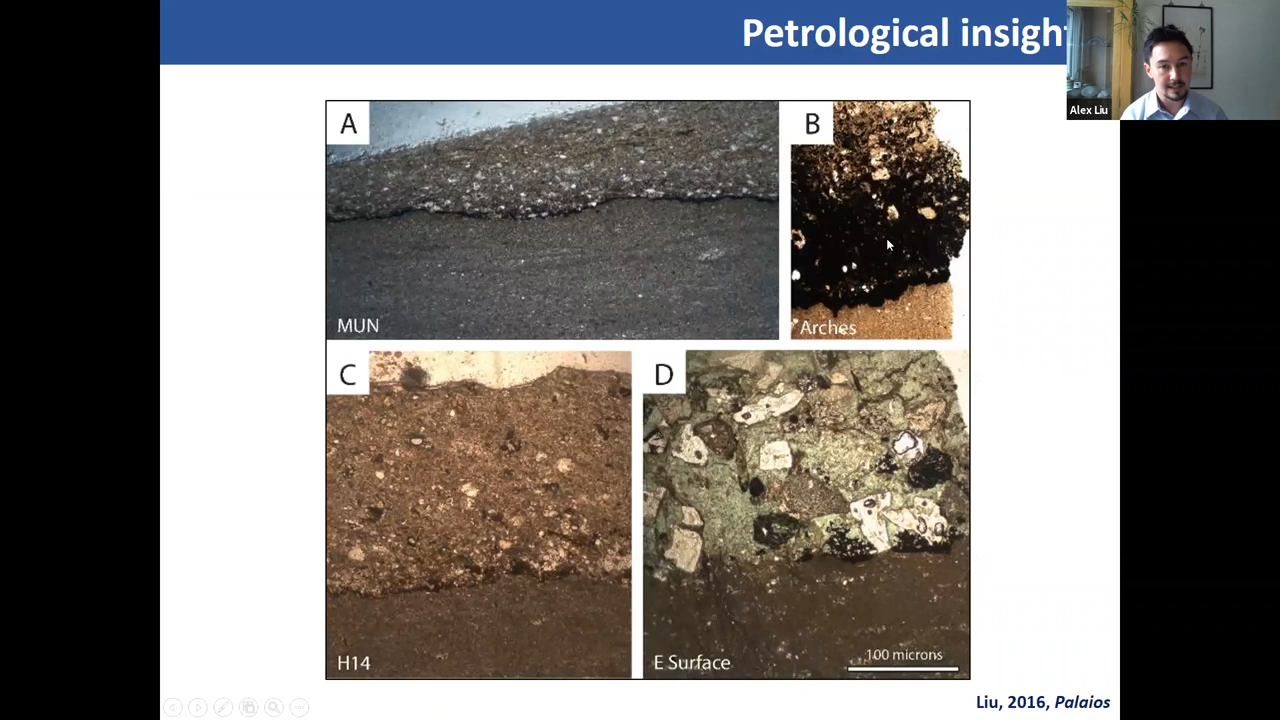 Petrological insigh
Alex Liu
A
B
MUN
Arches
C
D
H14
E Surface
100 microns
Liu, 2016, Palaios